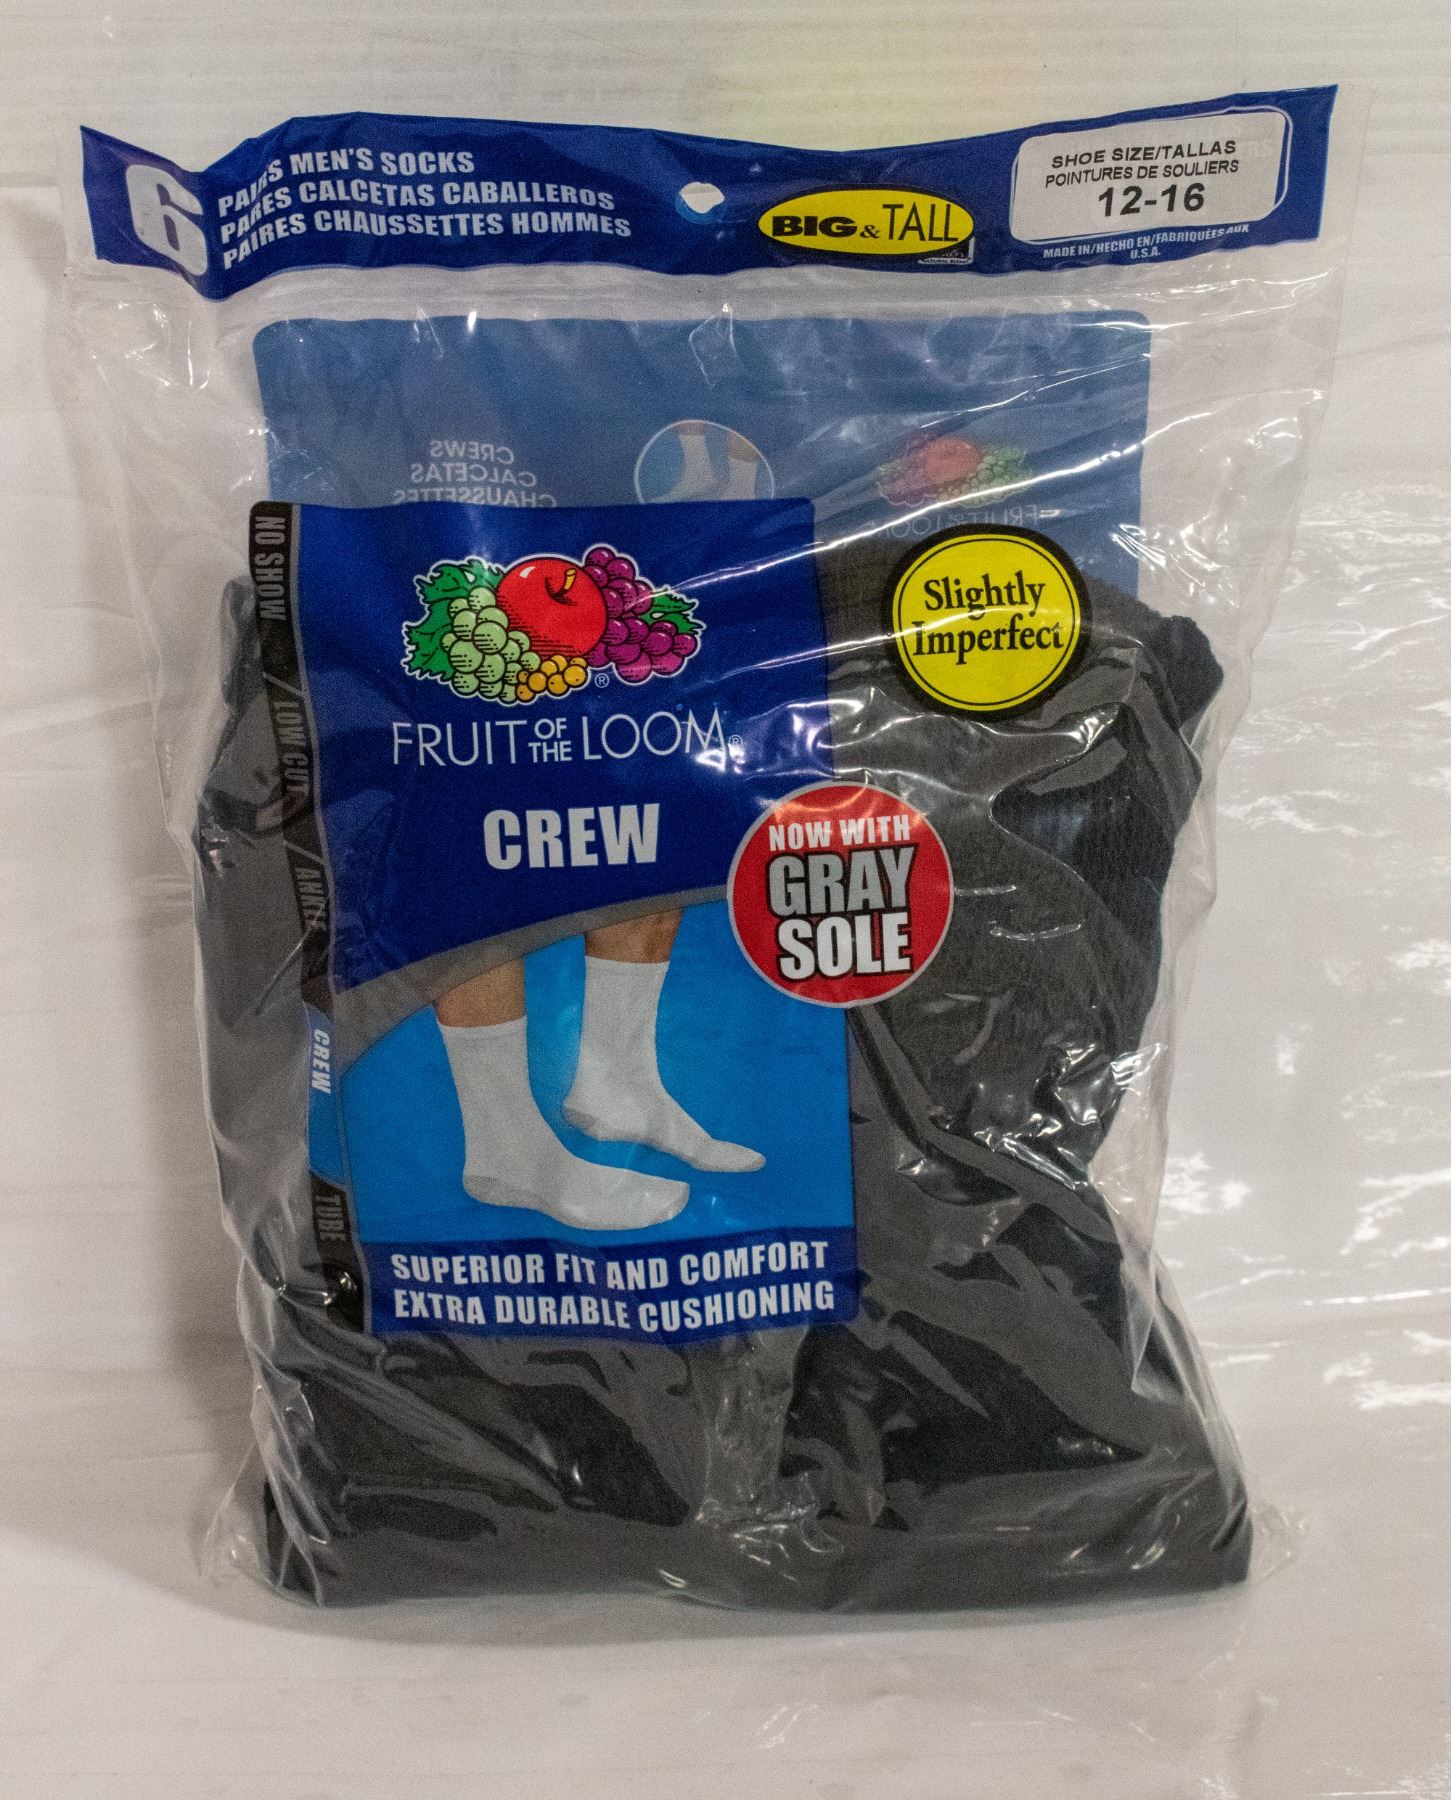 6
PAIRS MEN'S SOCKS
PARES CALCETAS CABALLEROS
PAIRES CHAUSSETTES HOMMES
BIG & TALL
SHOE SIZE/TALLAS
POINTURES DE SOULIERS
12-16
MADE IN/HECHO EN/FABRIQUÉES AUX
U.S.A.
CREWS
CALCETAS
CHAUSSETTES
Slightly
Imperfect
FRUIT OF THE LOOM®
CREW
NOW WITH
GRAY
SOLE
NO SHOW / LOW CUT / ANKLE
CREW
TUBE
SUPERIOR FIT AND COMFORT
EXTRA DURABLE CUSHIONING